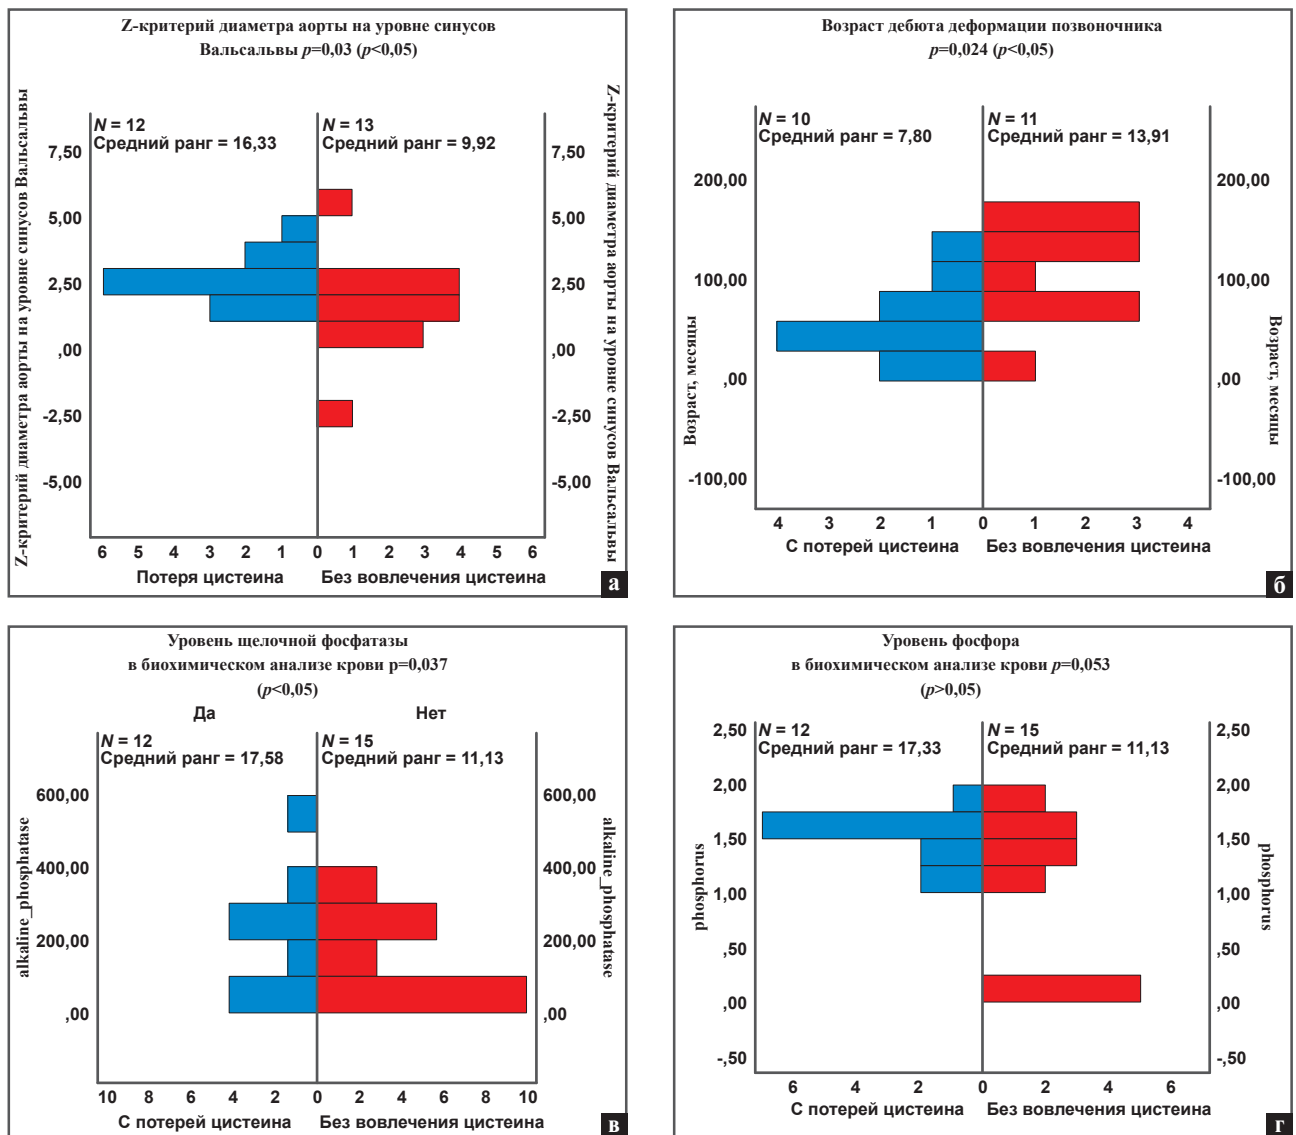 Z-критерий диаметра аорты на уровне синусов
Вальсальвы p=0,03 (p<0,05)
Z-критерий диаметра аорты на уровне синусов Вальсальвы
N = 12
Средний ранг = 16,33
N = 13
Средний ранг = 9,92
7,50
5,00
2,50
,00
-2,50
-5,00
7,50
5,00
2,50
,00
-2,50
-5,00
Z-критерий диаметра аорты на уровне синусов Вальсальвы
6 5 4 3 2 1 0 1 2 3 4 5 6
Потеря цистеина Без вовлечения цистеина
а
Возраст дебюта деформации позвоночника
p=0,024 (p<0,05)
N = 10
Средний ранг = 7,80
N = 11
Средний ранг = 13,91
Возраст, месяцы
200,00
100,00
,00
-100,00
200,00
100,00
,00
-100,00
Возраст, месяцы
4 3 2 1 0 1 2 3 4
С потерей цистеина Без вовлечения цистеина
б
Уровень щелочной фосфатазы
в биохимическом анализе крови p=0,037
(p<0,05)
Да Нет
N = 12
Средний ранг = 17,58
N = 15
Средний ранг = 11,13
alkaline_phosphatase
600,00
400,00
200,00
,00
600,00
400,00
200,00
,00
alkaline_phosphatase
10 8 6 4 2 0 2 4 6 8 10
С потерей цистеина Без вовлечения цистеина
в
Уровень фосфора
в биохимическом анализе крови p=0,053
(p>0,05)
N = 12
Средний ранг = 17,33
N = 15
Средний ранг = 11,13
phosphorus
2,50
2,00
1,50
1,00
,50
,00
-,50
2,50
2,00
1,50
1,00
,50
,00
-,50
phosphorus
6 4 2 0 2 4 6
С потерей цистеина Без вовлечения цистеина
г